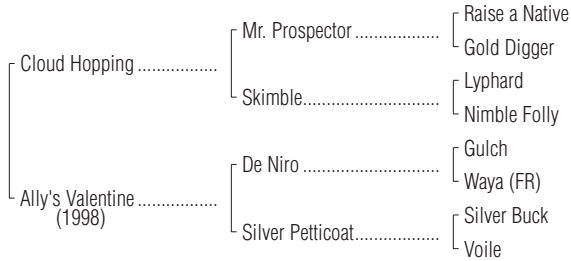 Raise a Native
Mr. Prospector ..................
Gold Digger
Cloud Hopping .................
Lyphard
Skimble.............................
Nimble Folly
Gulch
De Niro .............................
Waya (FR)
Ally's Valentine .................
(1998)
Silver Buck
Silver Petticoat..................
Voile